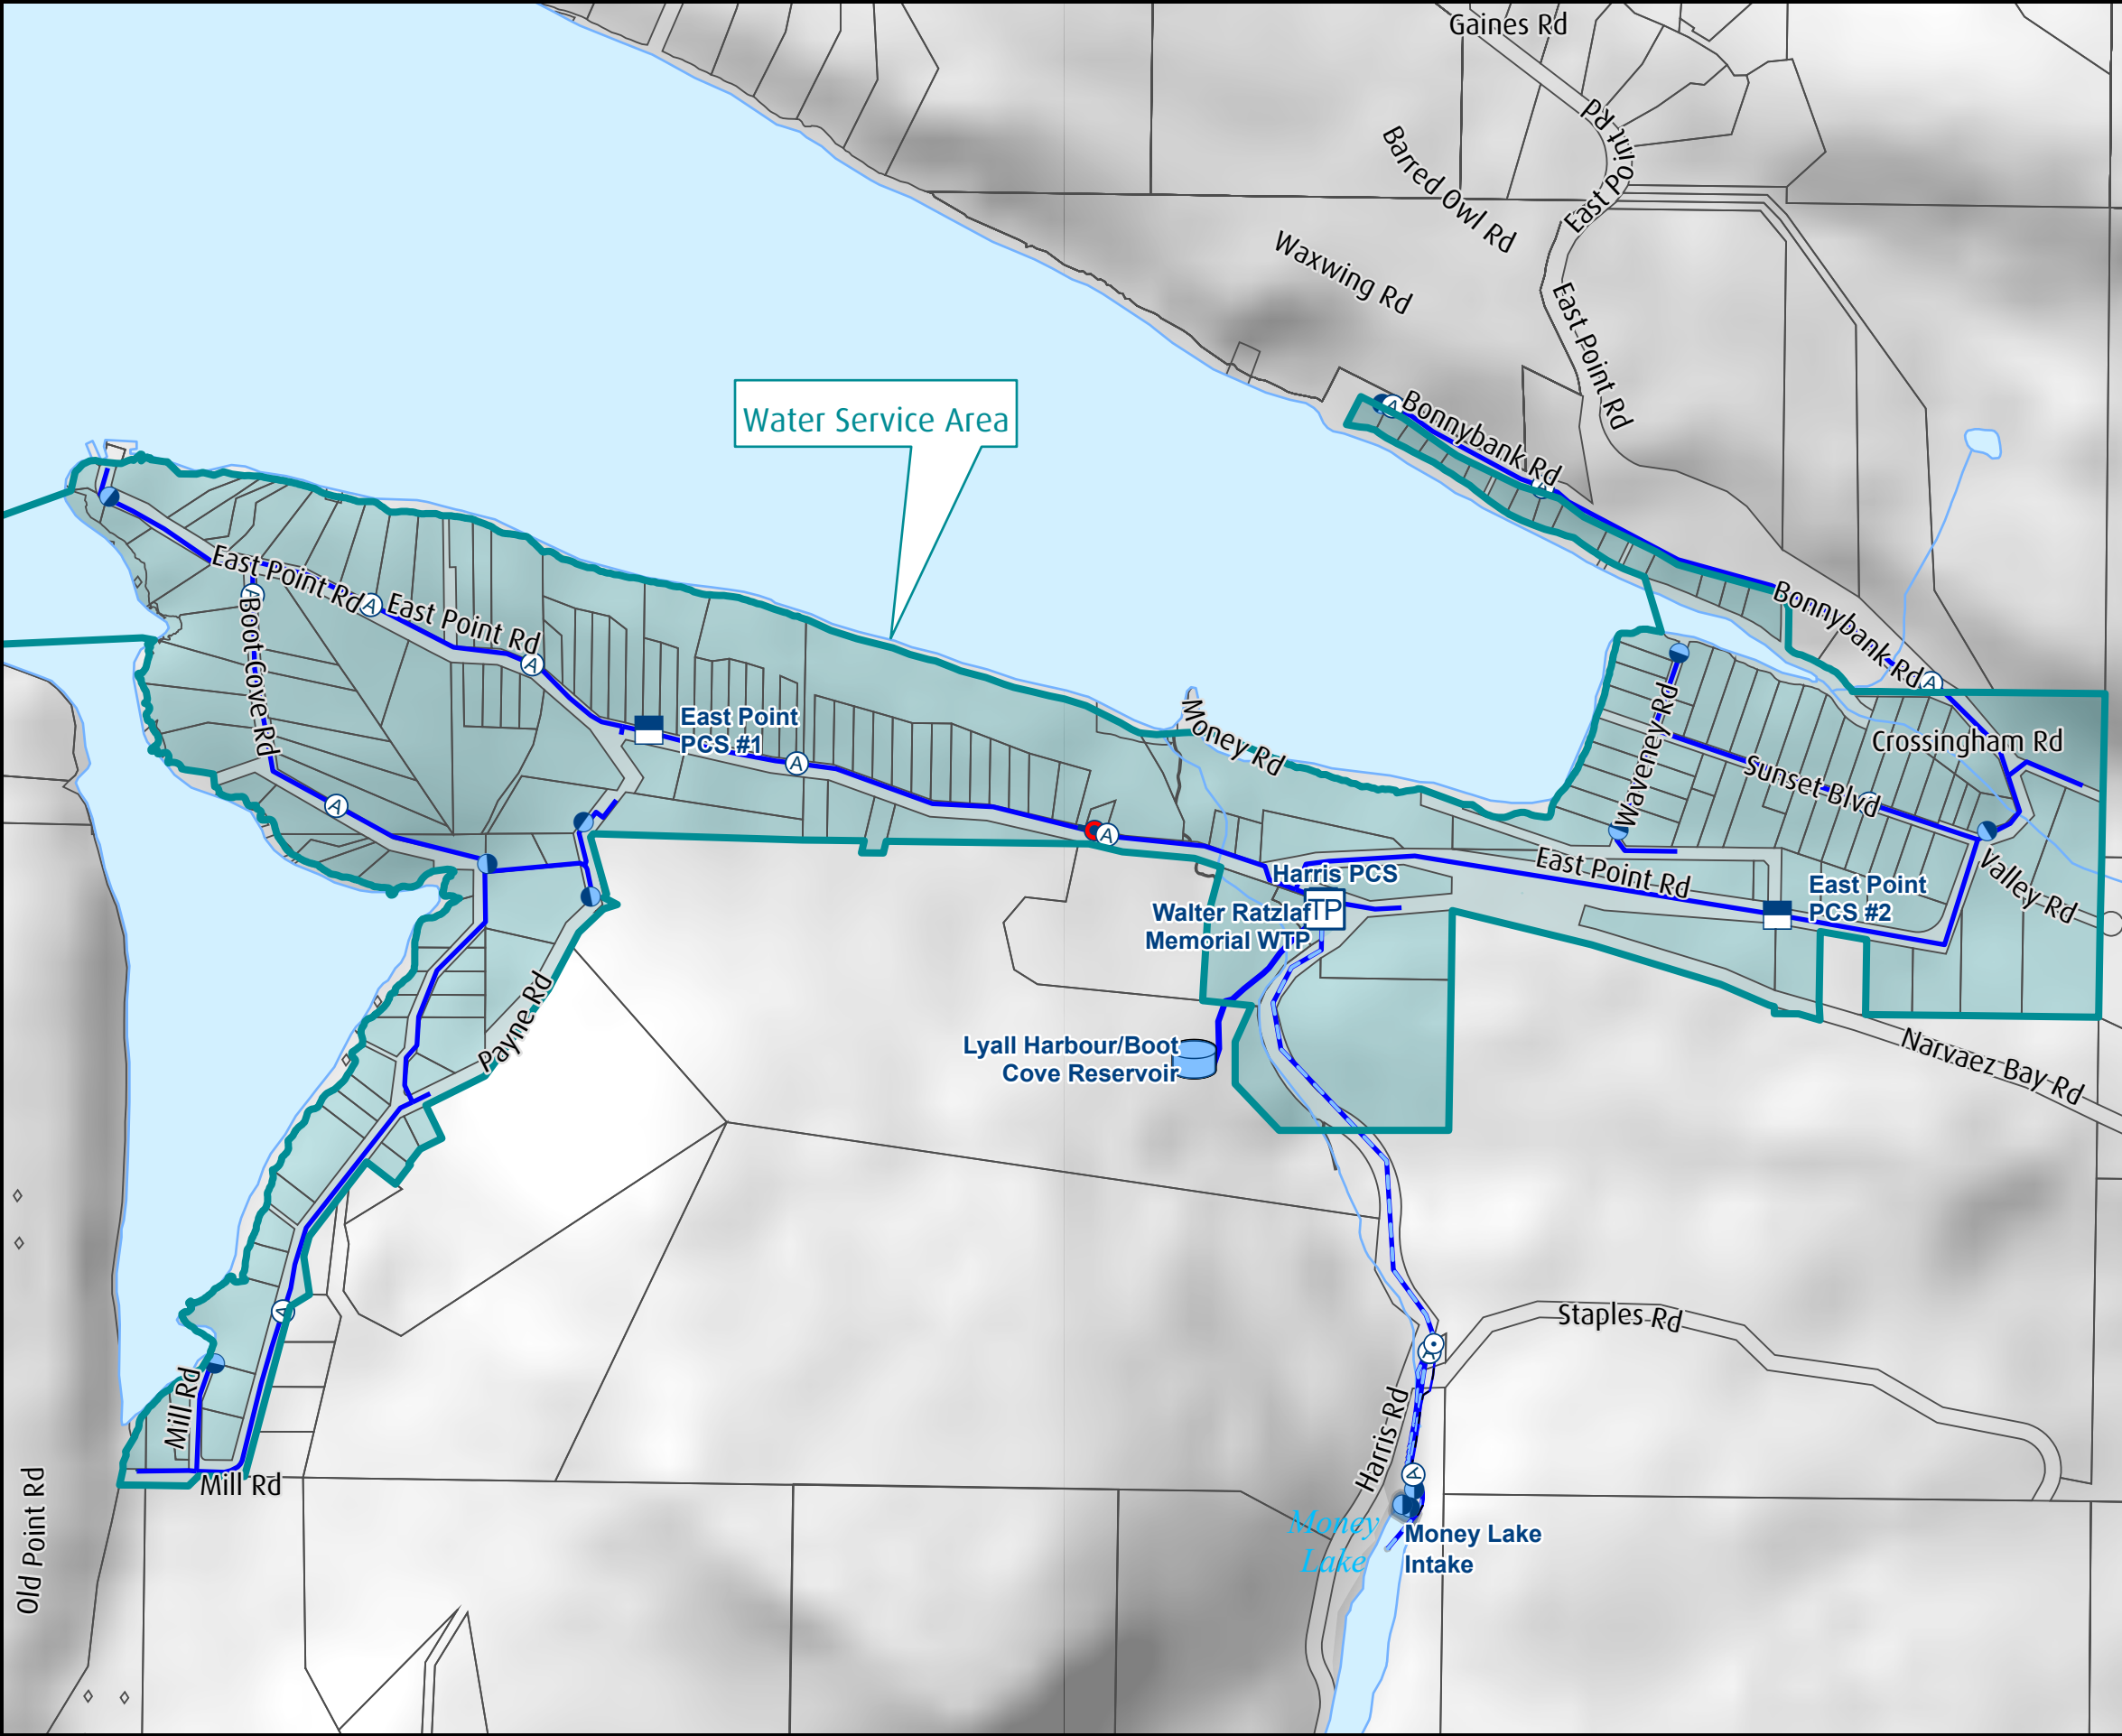 Gaines Rd
East Point Rd
Barred Owl Rd
Waxwing Rd
East Point Rd
Bonnybank Rd
Water Service Area
East Point Rd
A
East Point Rd
A
A
A
Boot Cove Rd
A
East Point
PCS #1
A
A
Money Rd
A
A
Bonnybank Rd
A
Crossingham Rd
Waveney Rd
Sunset Blvd
East Point Rd
Valley Rd
East Point
PCS #2
Harris PCS
Walter Ratzlaf
Memorial WTP
TP
Lyall Harbour/Boot
Cove Reservoir
Payne Rd
Narvaez Bay Rd
A
Staples Rd
A
Harris Rd
A
Mill Rd
Mill Rd
Old Point Rd
Money
Lake
Money Lake
Intake